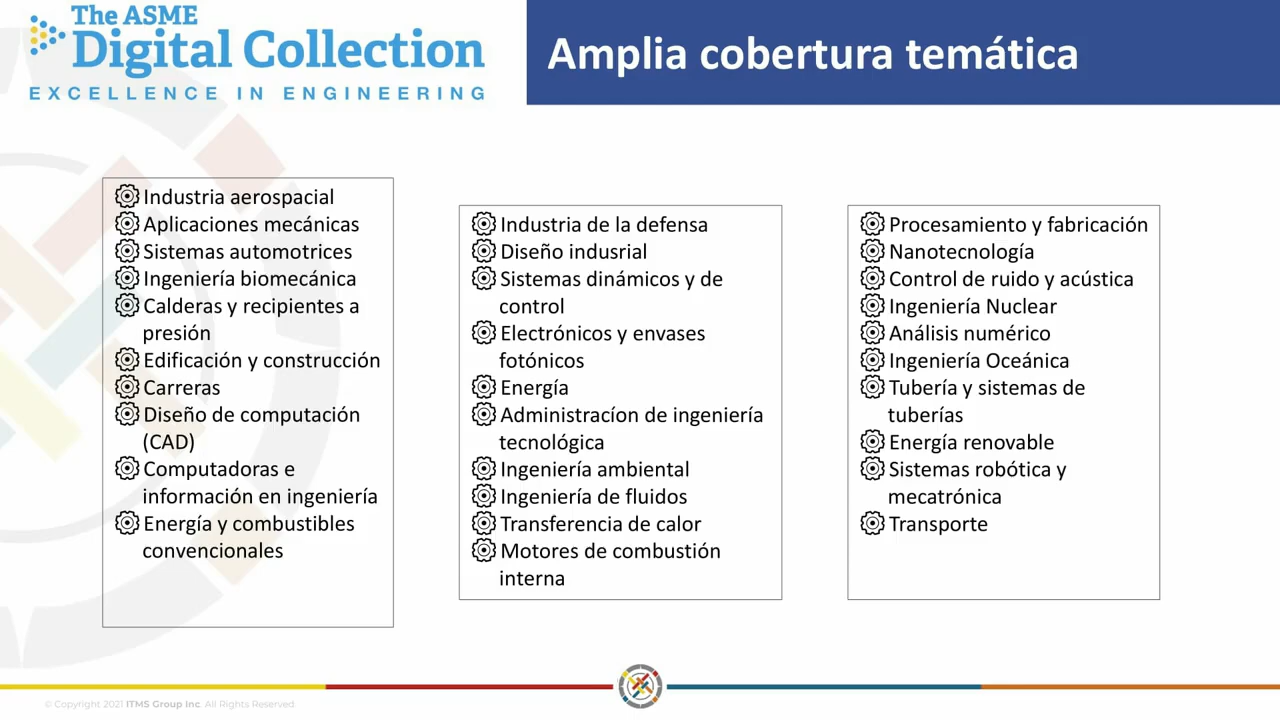 The ASME
Digital Collection
EXCELLENCE IN ENGINEERING
Amplia cobertura temática
Industria aerospacial
Aplicaciones mecánicas
Sistemas automotrices
Ingeniería biomecánica
Calderas y recipientes a
presión
Edificación y construcción
Carreras
Diseño de computación
(CAD)
Computadoras e
información en ingeniería
Energía y combustibles
convencionales
Industria de la defensa
Diseño indusrial
Sistemas dinámicos y de
control
Electrónicos y envases
fotónicos
Energía
Administracíon de ingeniería
tecnológica
Ingeniería ambiental
Ingeniería de fluidos
Transferencia de calor
Motores de combustión
interna
Procesamiento y fabricación
Nanotecnología
Control de ruido y acústica
Ingeniería Nuclear
Análisis numérico
Ingeniería Oceánica
Tubería y sistemas de
tuberías
Energía renovable
Sistemas robótica y
mecatrónica
Transporte
© Copyright 2021 ITMS Group Inc. All Rights Reserved